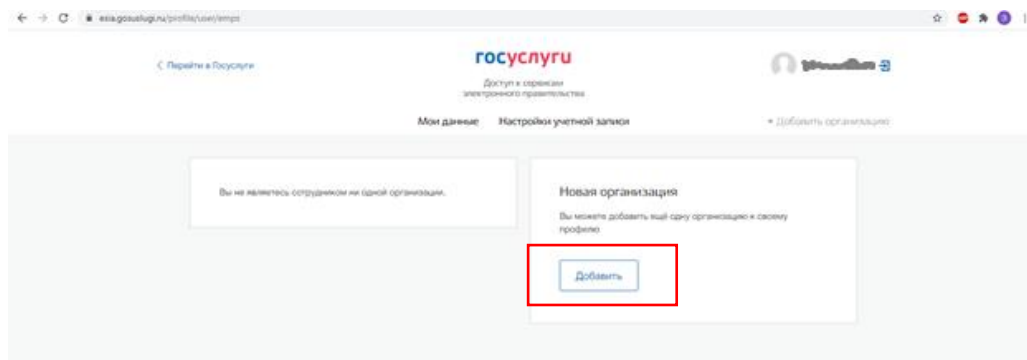 esia.gosuslugi.ru/profile/user/emps
Перейти в Госуслуги
госуслуги
Доступ к сервисам
электронного правительства
Мои данные Настройки учетной записи + Добавить организацию
Вы не являетесь сотрудником ни одной организации.
Новая организация
Вы можете добавить ещё одну организацию к своему
профилю
Добавить